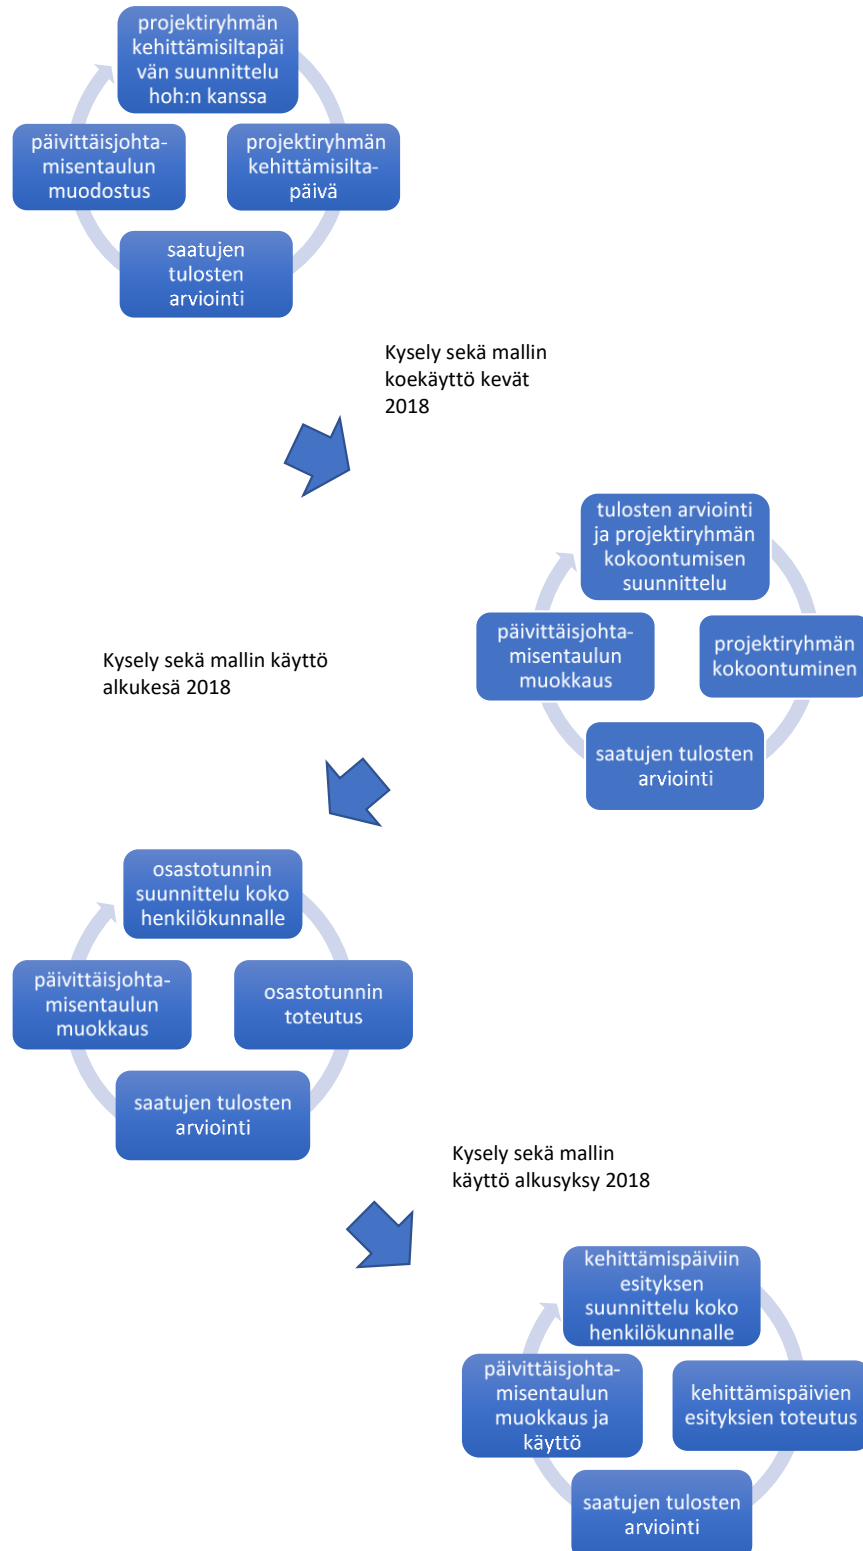 projektiryhmän
kehittämisiltapäi
vän suunnittelu
hoh:n kanssa
projektiryhmän
kehittämisilta-
päivä
saatujen
tulosten
arviointi
päivittäisjohta-
misentaulun
muodostus
Kysely sekä mallin
koekäyttö kevät
2018
tulosten arviointi
ja projektiryhmän
kokoontumisen
suunnittelu
projektiryhmän
kokoontuminen
saatujen tulosten
arviointi
päivittäisjohta-
misentaulun
muokkaus
Kysely sekä mallin käyttö
alkukesä 2018
osastotunnin
suunnittelu koko
henkilökunnalle
osastotunnin
toteutus
saatujen tulosten
arviointi
päivittäisjohta-
misentaulun
muokkaus
Kysely sekä mallin
käyttö alkusyksy 2018
kehittämispäiviin
esityksen
suunnittelu koko
henkilökunnalle
kehittämispäivien
esityksien toteutus
saatujen tulosten
arviointi
päivittäisjohta-
misentaulun
muokkaus ja
käyttö